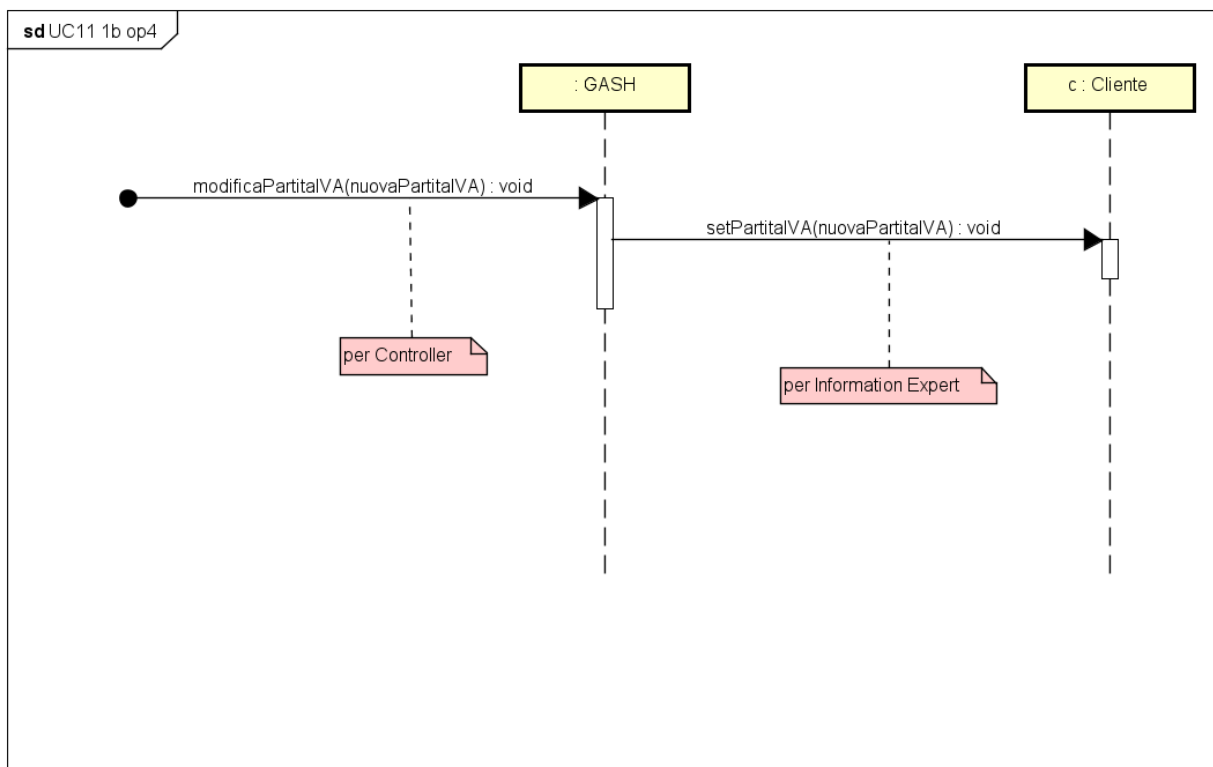 sd UC11 1b op4
: GASH
c : Cliente
modificaPartitaIVA(nuovaPartitaIVA) : void
setPartitaIVA(nuovaPartitaIVA) : void
per Controller
per Information Expert